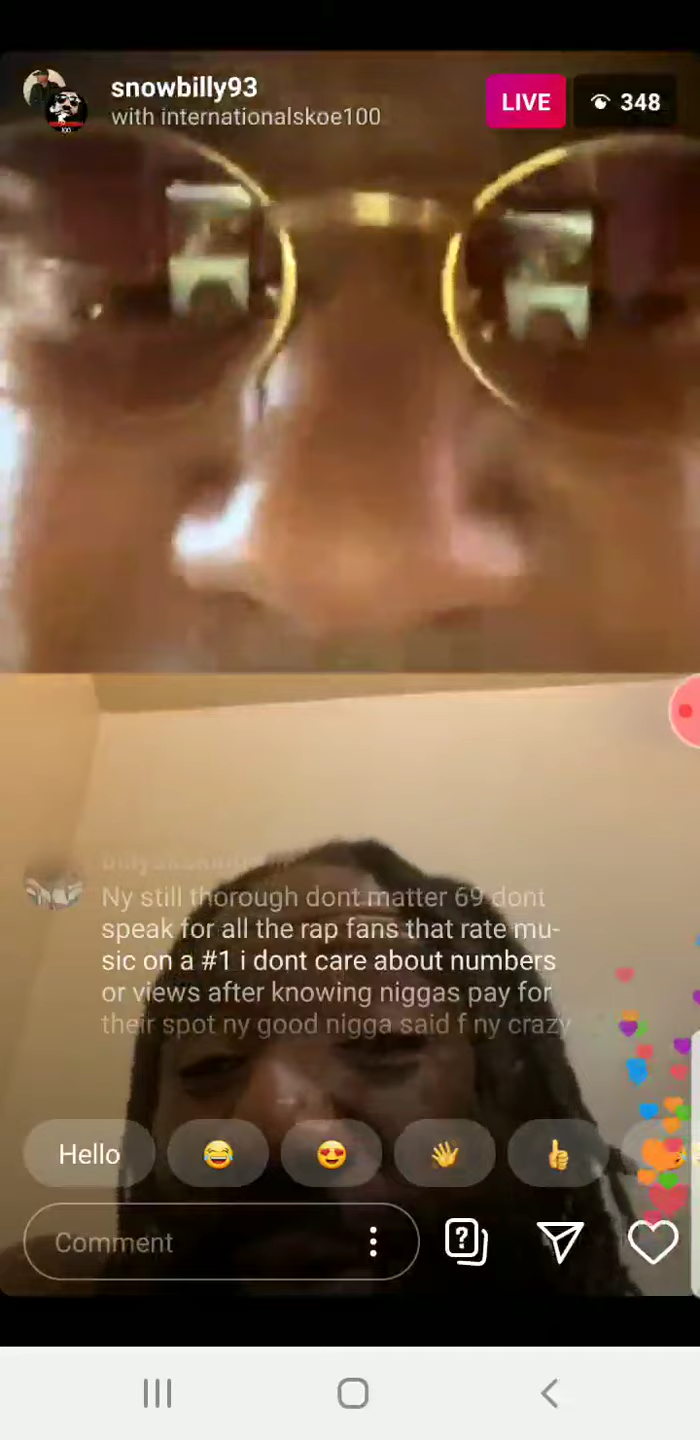 snowbilly93
with internationalskoe100
LIVE
348
100
Ny still thorough dont matter 69 dont
speak for all the rap fans that rate mu-
sic on a #1 i dont care about numbers
or views after knowing niggas pay for
their spot ny good nigga said f ny crazy
Hello
Comment